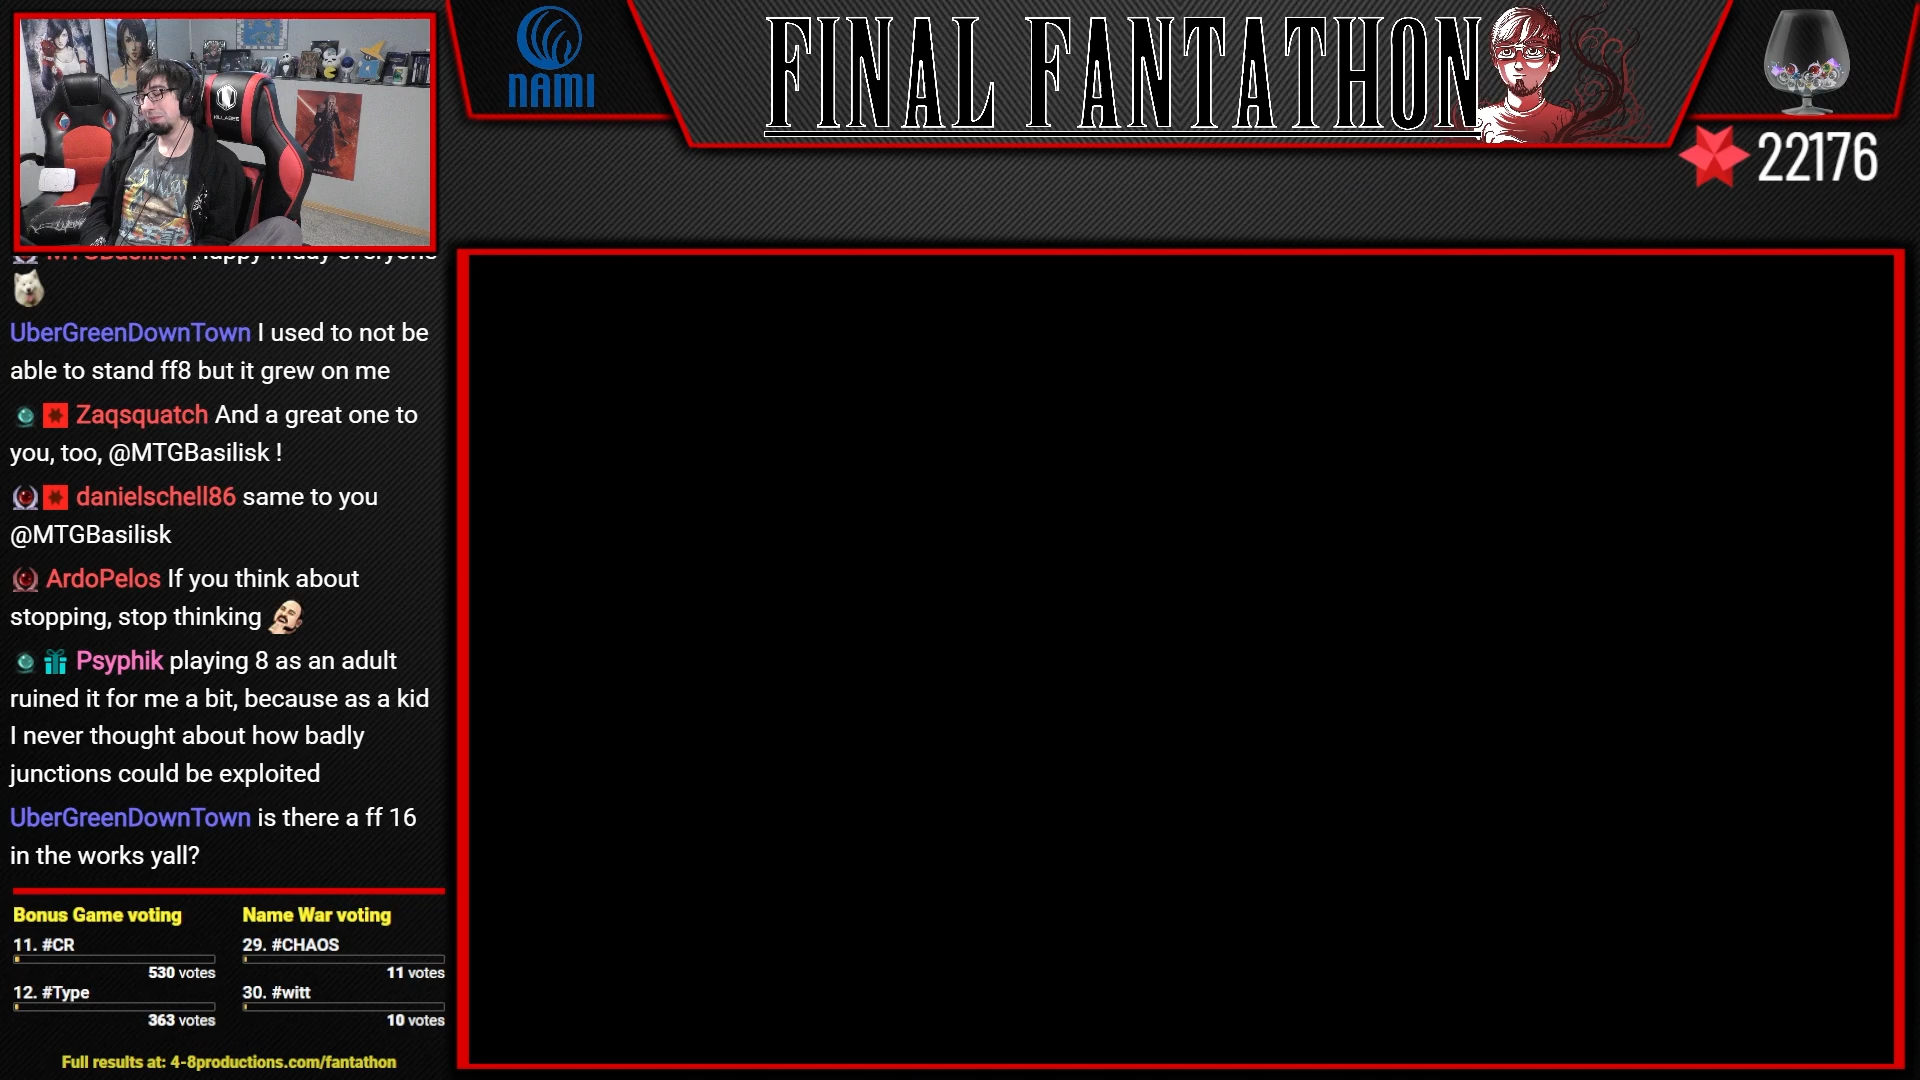 NAMI
FINAL FANTATHON
22176
MTGBasilisk Happy friday everyone
UberGreenDownTown I used to not be
able to stand ff8 but it grew on me
Zaqsquatch And a great one to
you, too, @MTGBasilisk !
danielschell86 same to you
@MTGBasilisk
ArdoPelos If you think about
stopping, stop thinking
Psyphik playing 8 as an adult
ruined it for me a bit, because as a kid
I never thought about how badly
junctions could be exploited
UberGreenDownTown is there a ff 16
in the works yall?
Bonus Game voting
11. #CR
530 votes
12. #Type
363 votes
Name War voting
29. #CHAOS
11 votes
30. #witt
10 votes
Full results at: 4-8productions.com/fantathon